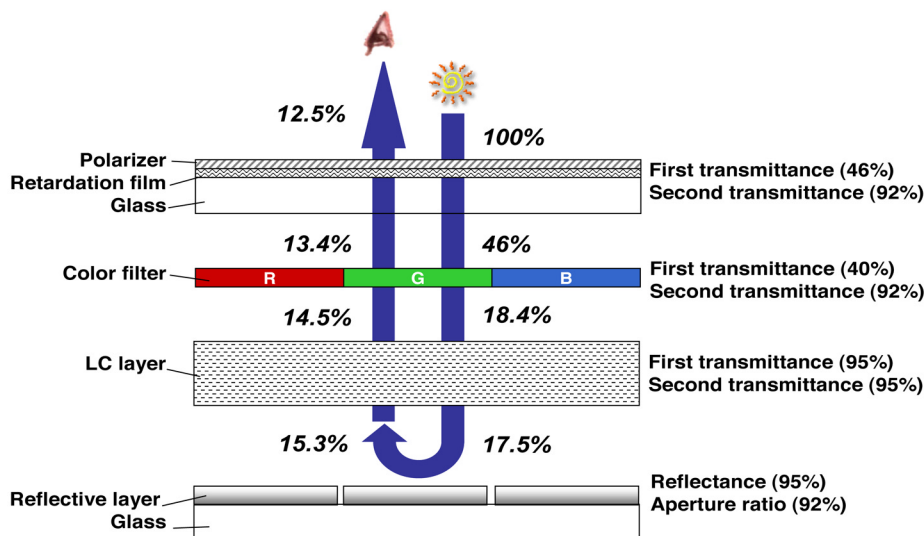 12.5%
100%
Polarizer
Retardation film
Glass
First transmittance (46%)
Second transmittance (92%)
13.4%
46%
Color filter
R
G
B
First transmittance (40%)
Second transmittance (92%)
14.5%
18.4%
LC layer
First transmittance (95%)
Second transmittance (95%)
15.3%
17.5%
Reflective layer
Glass
Reflectance (95%)
Aperture ratio (92%)